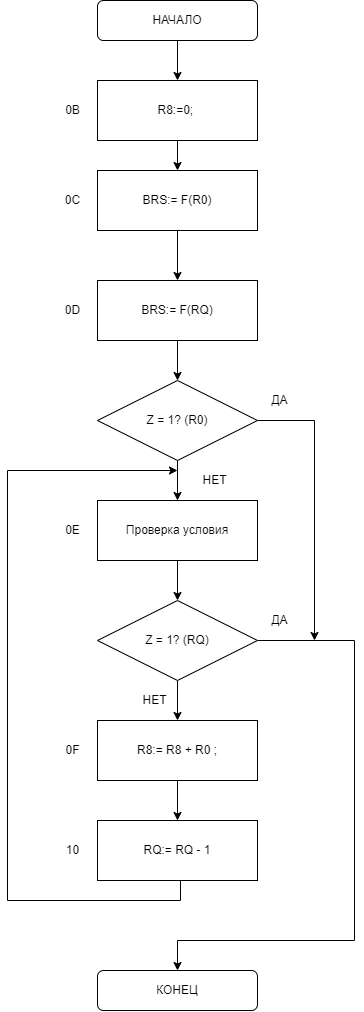 НАЧАЛО
0B
R8:=0;
0C
BRS:= F(R0)
0D
BRS:= F(RQ)
Z = 1? (R0)
ДА
НЕТ
0E
Проверка условия
Z = 1? (RQ)
ДА
НЕТ
0F
R8:= R8 + R0 ;
10
RQ:= RQ - 1
КОНЕЦ